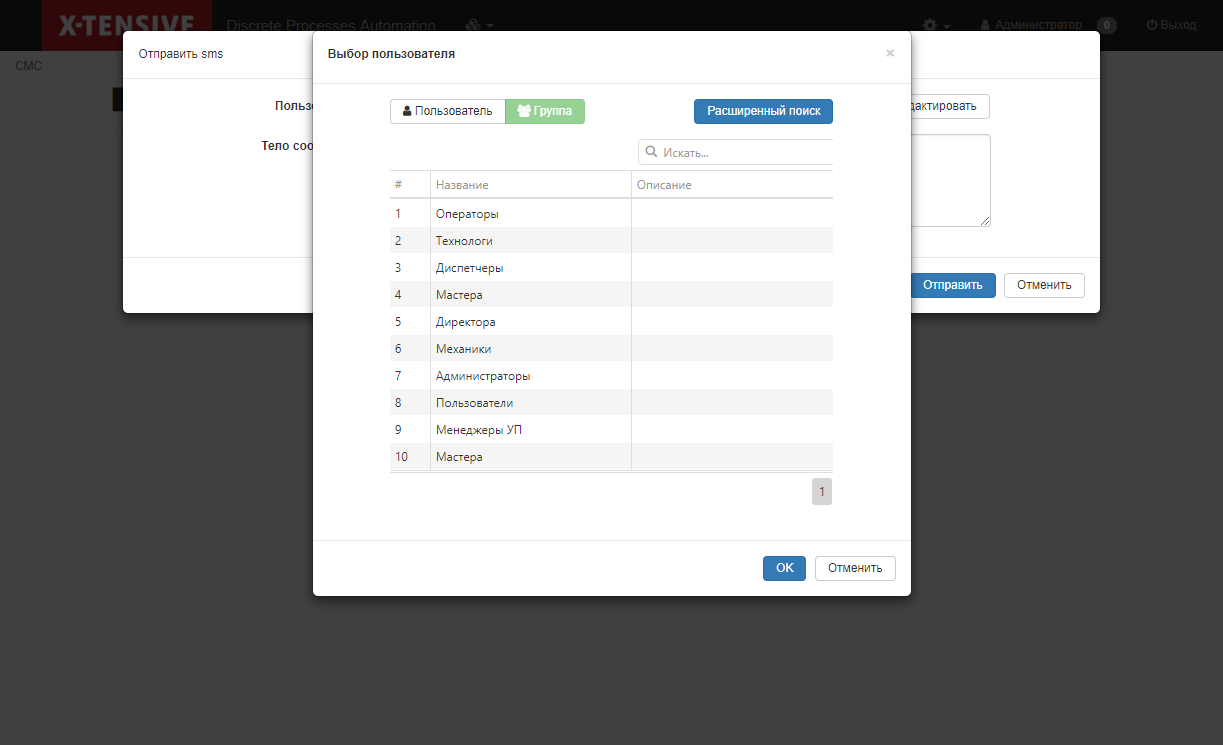 X-TENSIVE
Discrete Processes Automation
Администратор 0
Выход
СМС
Отправить sms
Выбор пользователя
×
Польз
Пользователь
Группа
Расширенный поиск
дактировать
Тело соо
Искать...
# Название Описание
1 Операторы
2 Технологи
3 Диспетчеры
4 Мастера
5 Директора
6 Механики
7 Администраторы
8 Пользователи
9 Менеджеры УП
10 Мастера
1
Отправить
Отменить
OK
Отменить